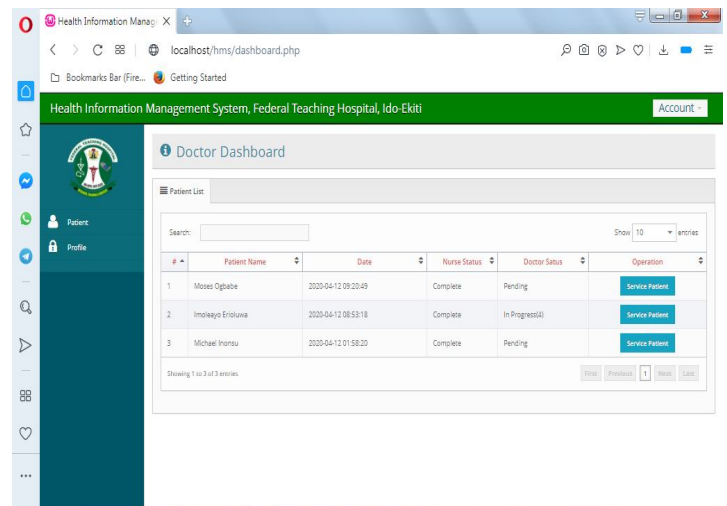 Health Information Manag
localhost/hms/dashboard.php
Bookmarks Bar (Fire... Getting Started
Health Information Management System, Federal Teaching Hospital, Ido-Ekiti Account
Doctor Dashboard
Patient List
Patient
Profile
Search: Show 10 entries
# Patient Name Date Nurse Status Doctor Satus Operation
1 Moses Ogbabe 2020-04-12 09:20:49 Complete Pending Service Patient
2 Imoleayo Erioluwa 2020-04-12 08:53:18 Complete In Progress(4) Service Patient
3 Michael Inonsu 2020-04-12 01:58:20 Complete Pending Service Patient
Showing 1 to 3 of 3 entries First Previous 1 Next Last